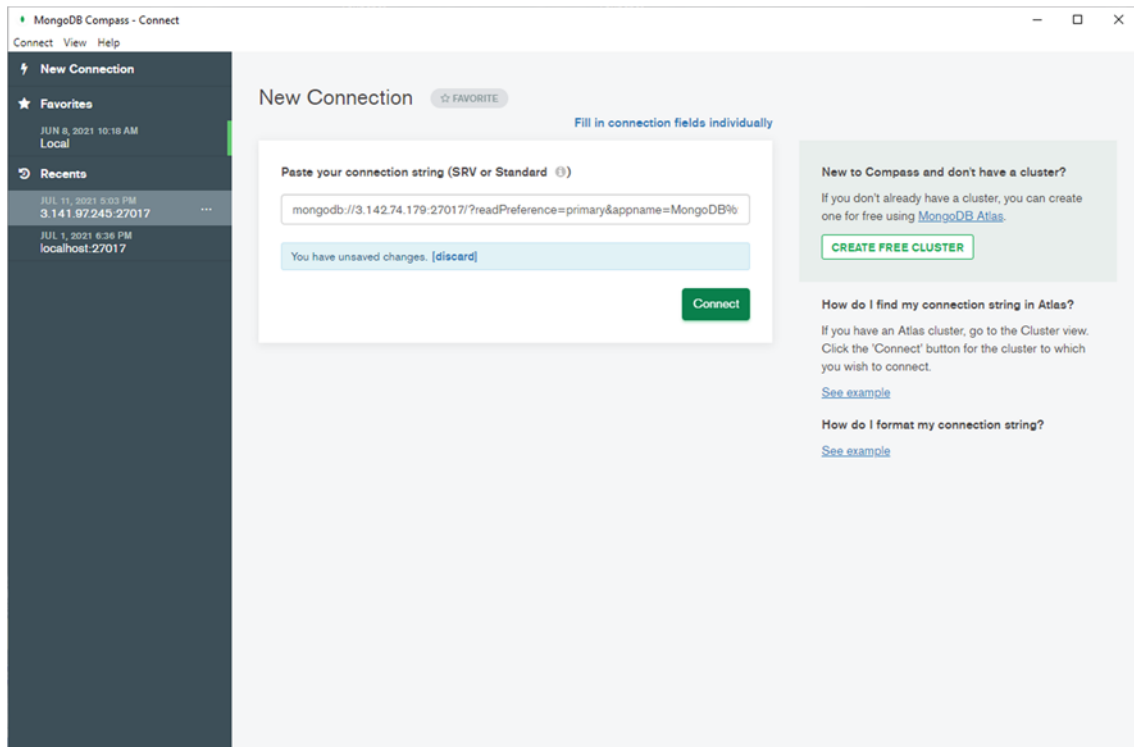 MongoDB Compass - Connect
Connect View Help
New Connection
Favorites
JUN 8, 2021 10:18 AM
Local
Recents
JUL 11, 2021 5:03 PM
3.141.97.245:27017
...
JUL 1, 2021 6:36 PM
localhost:27017
New Connection
FAVORITE
Fill in connection fields individually
Paste your connection string (SRV or Standard )
mongodb://3.142.74.179:27017/?readPreference=primary&appname=MongoDB%
You have unsaved changes. [discard]
Connect
New to Compass and don't have a cluster?
If you don't already have a cluster, you can create
one for free using MongoDB Atlas.
CREATE FREE CLUSTER
How do I find my connection string in Atlas?
If you have an Atlas cluster, go to the Cluster view.
Click the 'Connect' button for the cluster to which
you wish to connect.
See example
How do I format my connection string?
See example